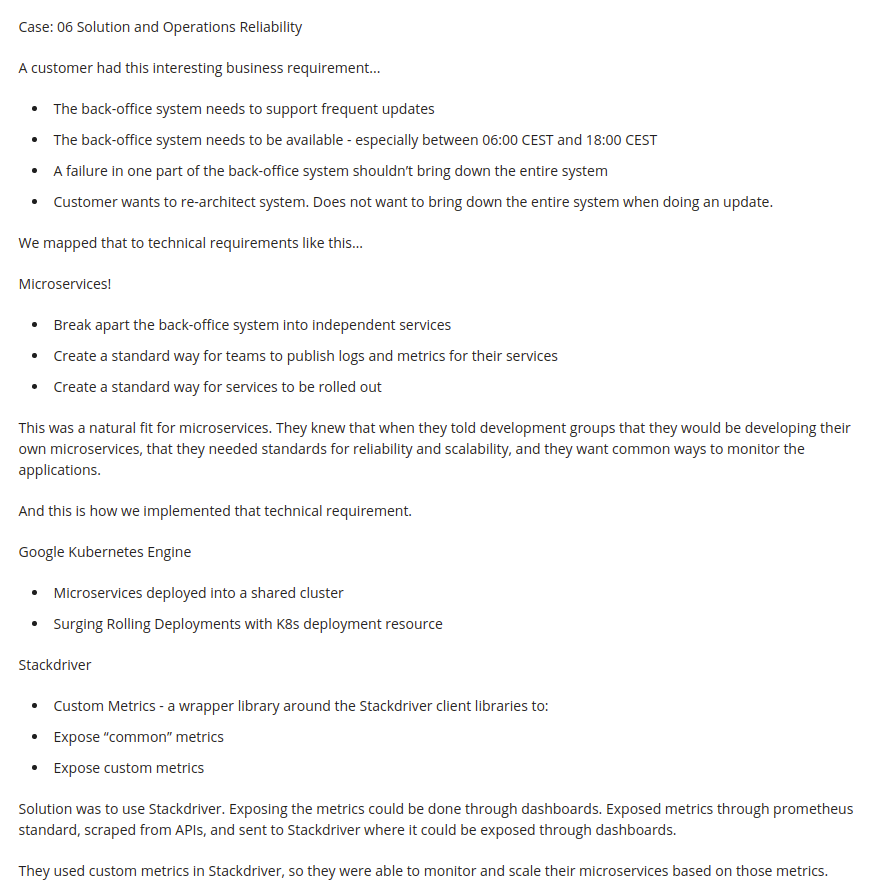 Case: 06 Solution and Operations Reliability
A customer had this interesting business requirement...
• The back-office system needs to support frequent updates
• The back-office system needs to be available - especially between 06:00 CEST and 18:00 CEST
• A failure in one part of the back-office system shouldn't bring down the entire system
• Customer wants to re-architect system. Does not want to bring down the entire system when doing an update.
We mapped that to technical requirements like this...
Microservices!
• Break apart the back-office system into independent services
• Create a standard way for teams to publish logs and metrics for their services
• Create a standard way for services to be rolled out
This was a natural fit for microservices. They knew that when they told development groups that they would be developing their
own microservices, that they needed standards for reliability and scalability, and they want common ways to monitor the
applications.
And this is how we implemented that technical requirement.
Google Kubernetes Engine
• Microservices deployed into a shared cluster
• Surging Rolling Deployments with K8s deployment resource
Stackdriver
• Custom Metrics - a wrapper library around the Stackdriver client libraries to:
• Expose “common” metrics
• Expose custom metrics
Solution was to use Stackdriver. Exposing the metrics could be done through dashboards. Exposed metrics through prometheus
standard, scraped from APIs, and sent to Stackdriver where it could be exposed through dashboards.
They used custom metrics in Stackdriver, so they were able to monitor and scale their microservices based on those metrics.